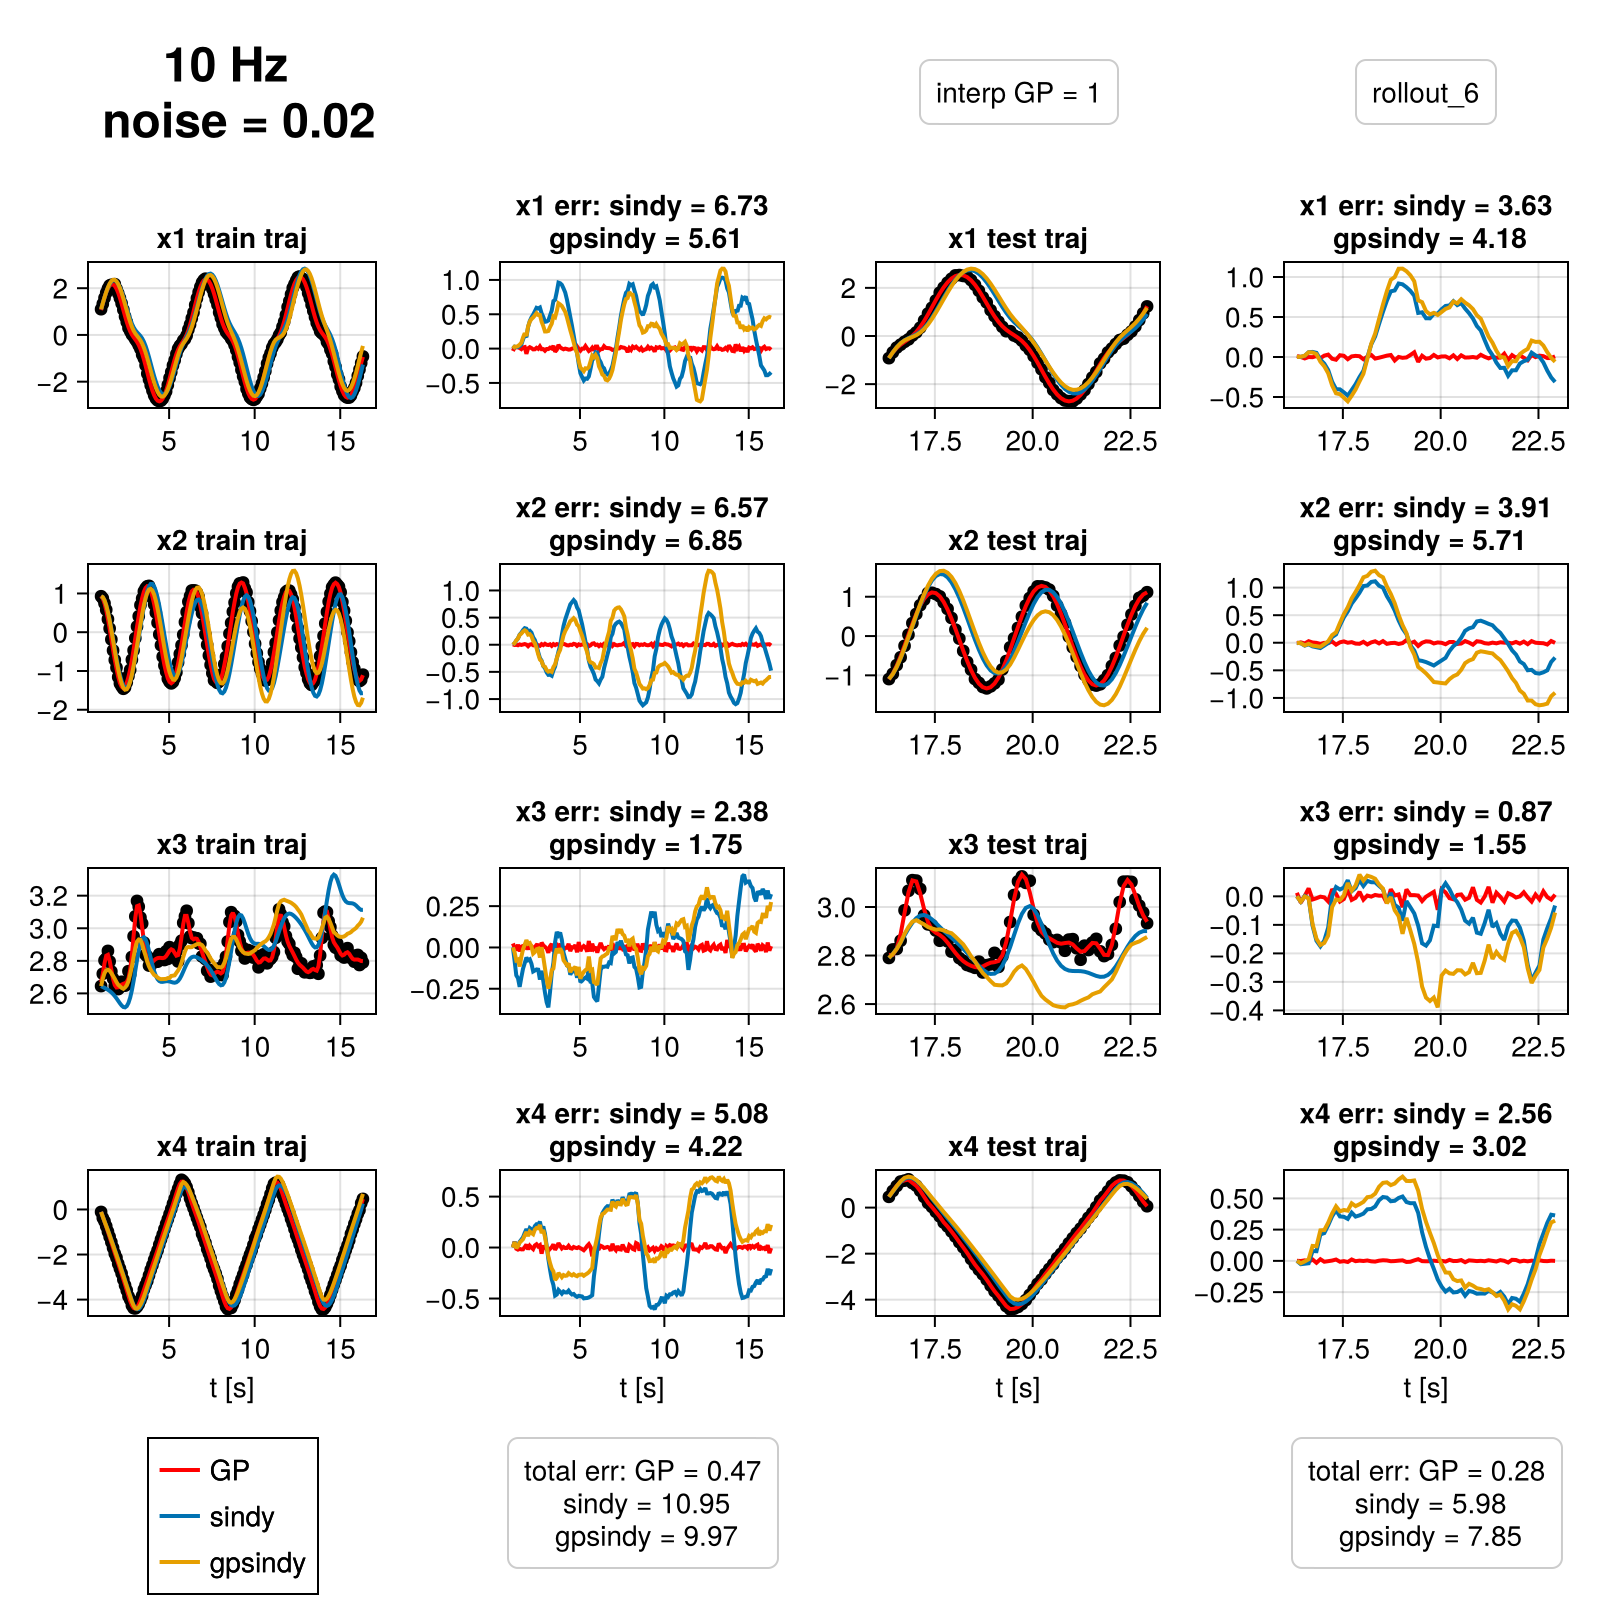 10 Hz
noise = 0.02
interp GP = 1
rollout_6
x1 train traj
2
0
−2
5
10
15
x1 err: sindy = 6.73
gpsindy = 5.61
1.0
0.5
0.0
−0.5
5
10
15
x1 test traj
2
0
−2
17.5
20.0
22.5
x1 err: sindy = 3.63
gpsindy = 4.18
1.0
0.5
0.0
−0.5
17.5
20.0
22.5
x2 train traj
1
0
−1
−2
5
10
15
x2 err: sindy = 6.57
gpsindy = 6.85
1.0
0.5
0.0
−0.5
−1.0
5
10
15
x2 test traj
1
0
−1
17.5
20.0
22.5
x2 err: sindy = 3.91
gpsindy = 5.71
1.0
0.5
0.0
−0.5
−1.0
17.5
20.0
22.5
x3 train traj
3.2
3.0
2.8
2.6
5
10
15
x3 err: sindy = 2.38
gpsindy = 1.75
0.25
0.00
−0.25
5
10
15
x3 test traj
3.0
2.8
2.6
17.5
20.0
22.5
x3 err: sindy = 0.87
gpsindy = 1.55
0.0
−0.1
−0.2
−0.3
−0.4
17.5
20.0
22.5
x4 train traj
0
−2
−4
5
10
15
t [s]
x4 err: sindy = 5.08
gpsindy = 4.22
0.5
0.0
−0.5
5
10
15
t [s]
x4 test traj
0
−2
−4
17.5
20.0
22.5
t [s]
x4 err: sindy = 2.56
gpsindy = 3.02
0.50
0.25
0.00
−0.25
17.5
20.0
22.5
t [s]
GP
sindy
gpsindy
total err: GP = 0.47
sindy = 10.95
gpsindy = 9.97
total err: GP = 0.28
sindy = 5.98
gpsindy = 7.85